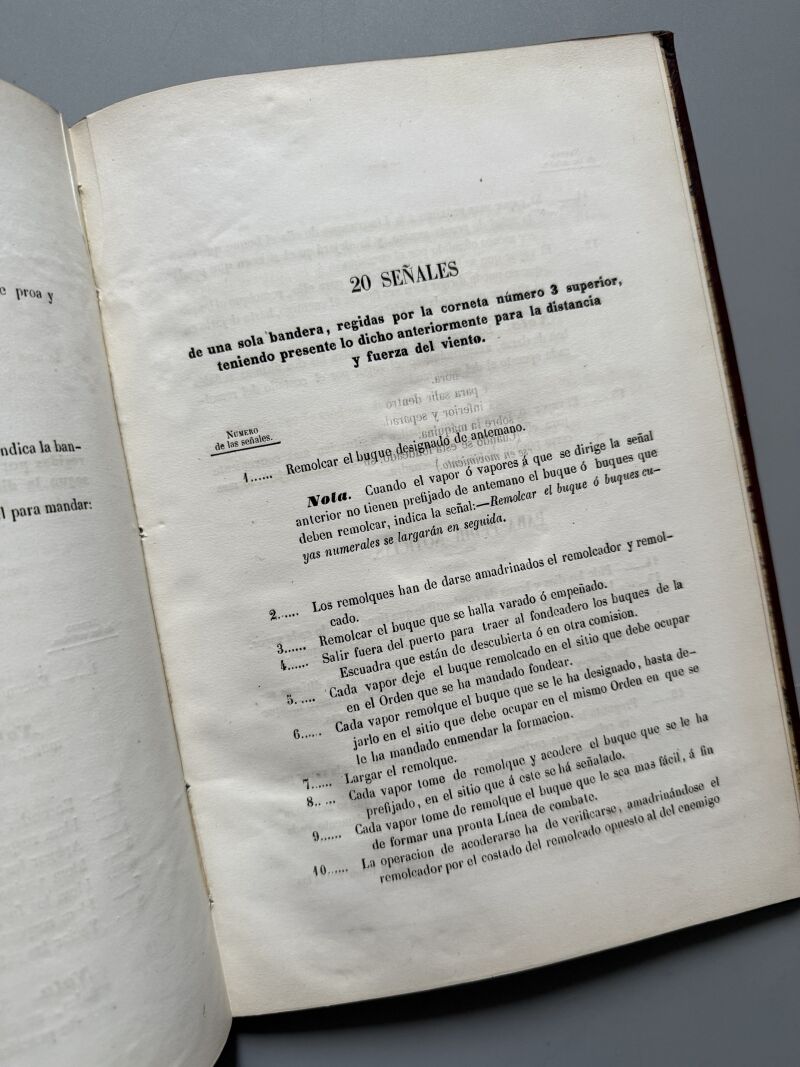 e proa y
ndica la ban-
1 para mandar:
20 SEÑALES
de una sola bandera, regidas por la corneta número 3 superior,
teniendo presente lo dicho anteriormente para la distancia
y fuerza del viento.
NÚMERO
de las señales.
1...... Remolcar el buque designado de antemano.
Nota. Cuando el vapor ó vapores á que se dirige la señal
anterior no tienen prefijado de antemano el buque ó buques que
deben remolcar, indica la señal:—Remolcar el buque ó buques cu-
yas numerales se largarán en seguida.
2...... Los remolques han de darse amadrinados el remolcador y remol-
cado.
3...... Remolcar el buque que se halla varado ó empeñado.
4...... Salir fuera del puerto para traer al fondeadero los buques de la
Escuadra que están de descubierta ó en otra comision.
5. .... Cada vapor deje el buque remolcado en el sitio que debe ocupar
en el Orden que se ha mandado fondear.
6...... Cada vapor remolque el buque que se le ha designado, hasta de-
jarlo en el sitio que debe ocupar en el mismo Orden en que se
le ha mandado enmendar la formacion.
7...... Largar el remolque.
8.. ... Cada vapor tome de remolque y acodere el buque que se le ha
prefijado, en el sitio que á este se há señalado.
9...... Cada vapor tome de remolque el buque que le sea mas fácil, á fin
de formar una pronta Línea de combate.
10...... La operacion de acoderarse ha de verificarse, amadrinándose el
remolcador por el costado del remolcado opuesto al del enemigo